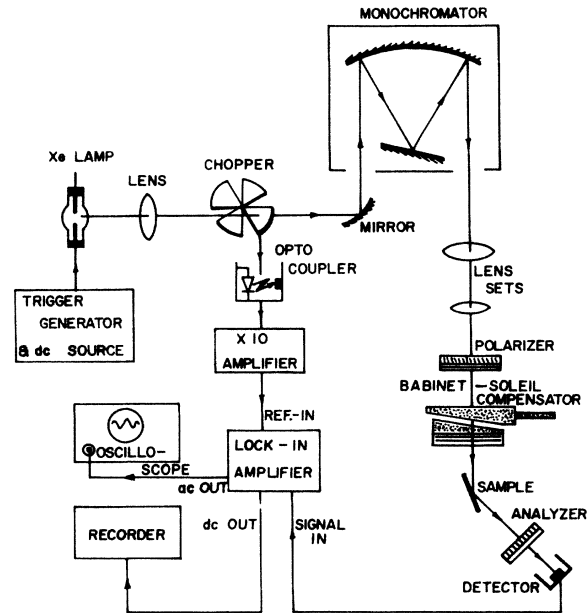 MONOCHROMATOR
Xe LAMP
LENS
CHOPPER
MIRROR
OPTO
COUPLER
LENS
SETS
TRIGGER
GENERATOR
& dc SOURCE
X 10
AMPLIFIER
POLARIZER
BABINET - SOLEIL
COMPENSATOR
REF.-IN
OSCILLO-
SCOPE
LOCK - IN
AMPLIFIER
ac OUT
SAMPLE
ANALYZER
RECORDER
dc OUT
SIGNAL
IN
DETECTOR